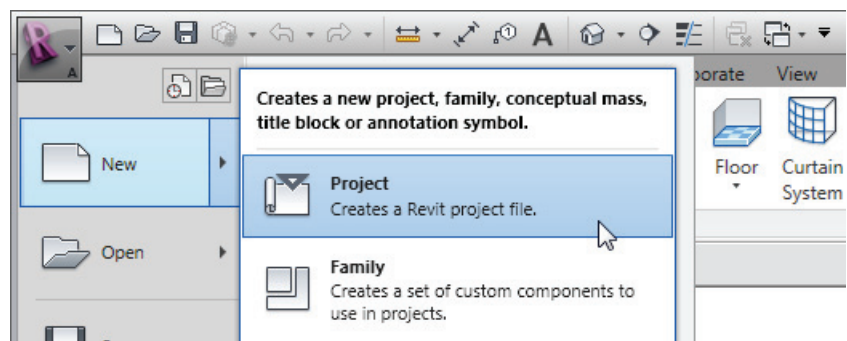 A
1
A
orate View
Creates a new project, family, conceptual mass,
title block or annotation symbol.
New
Project
Creates a Revit project file.
Floor Curtain
System
Open
Family
Creates a set of custom components to
use in projects.